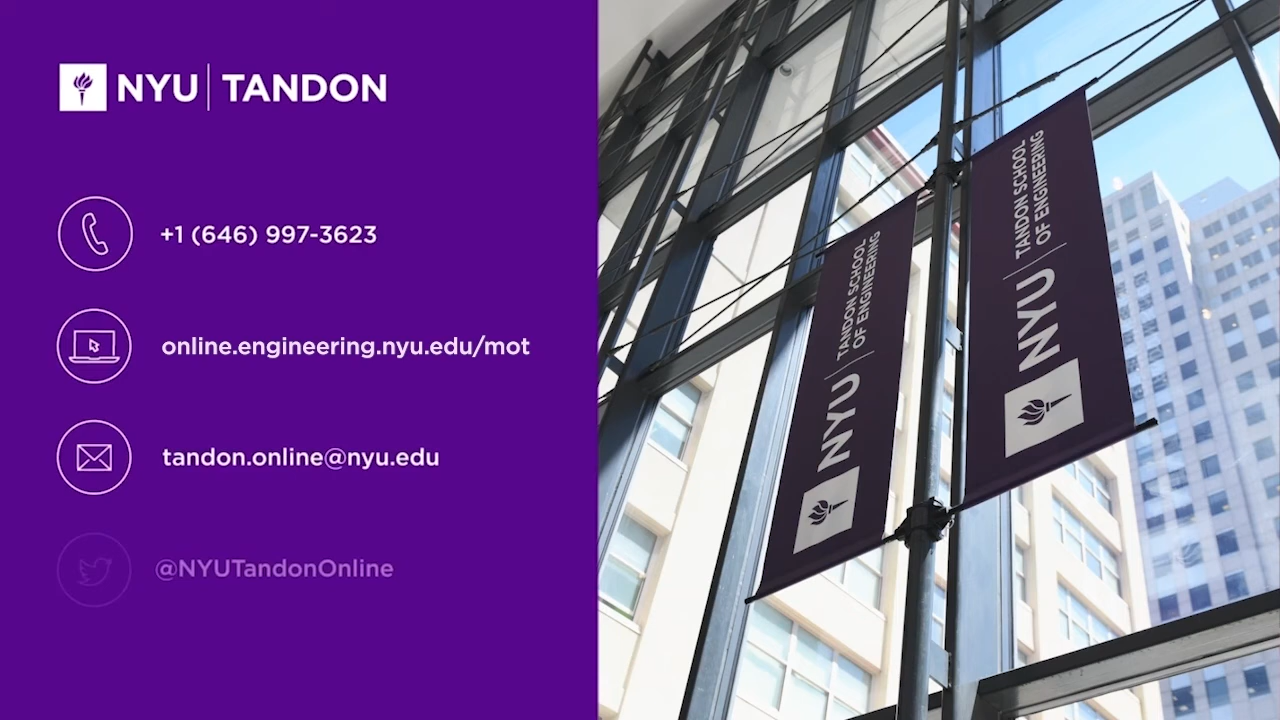 NYU TANDON
+1 (646) 997-3623
online.engineering.nyu.edu/mot
tandon.online@nyu.edu
@NYUTandonOnline
NYU TANDON SCHOOL
OF ENGINEERING
NYU TANDON SCHOOL
OF ENGINEERING